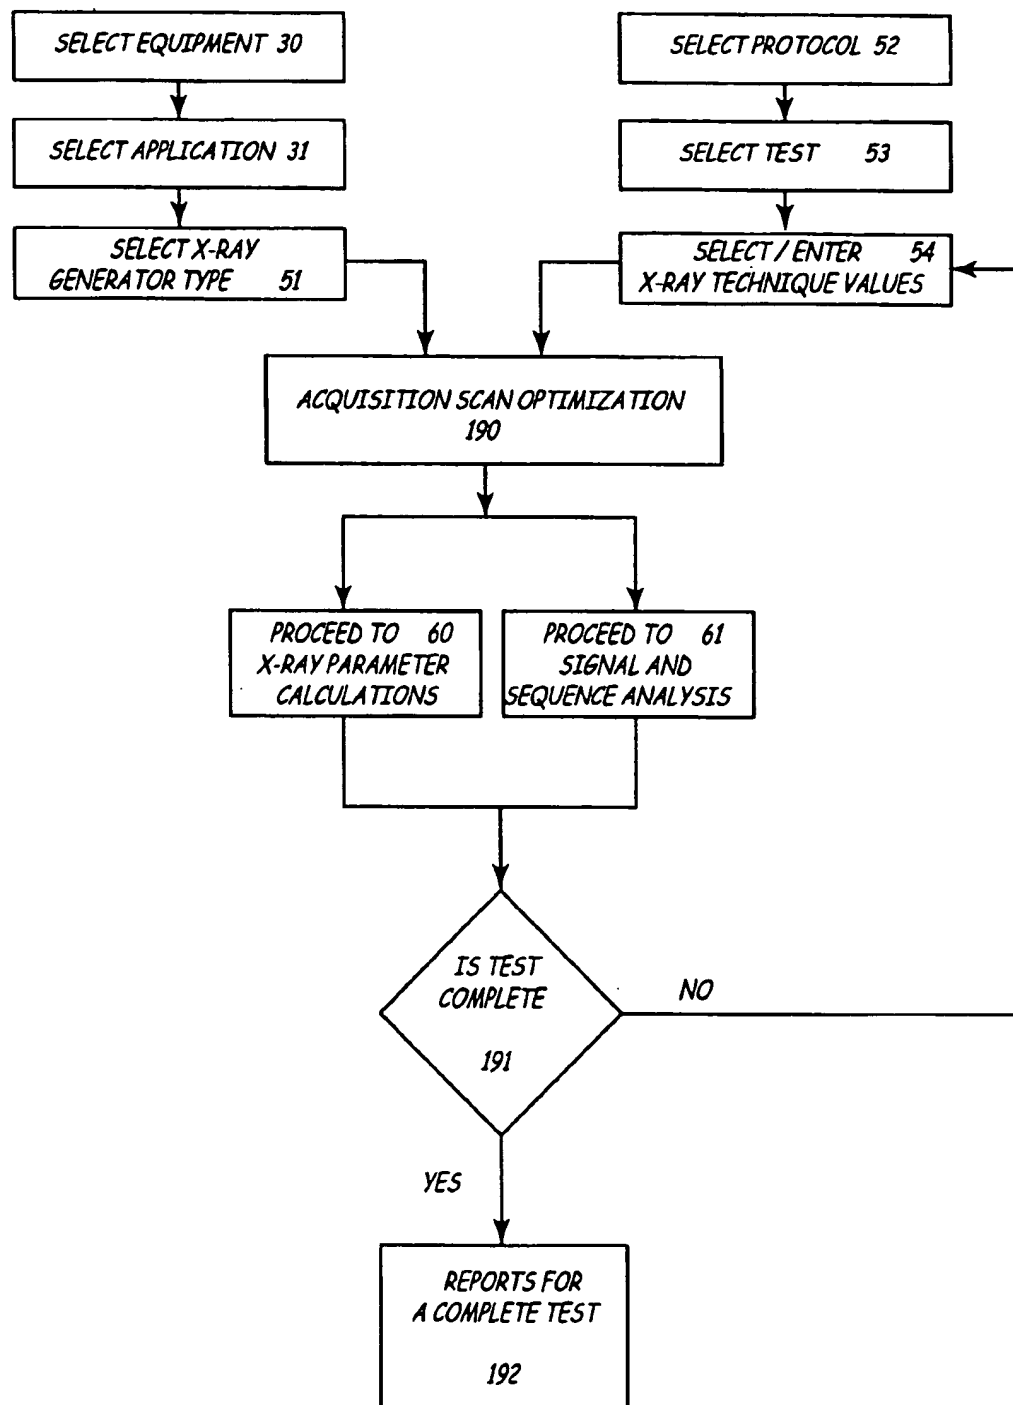 SELECT EQUIPMENT 30
SELECT PROTOCOL 52
SELECT APPLICATION 31
SELECT TEST 53
SELECT X-RAY
GENERATOR TYPE 51
SELECT / ENTER 54
X-RAY TECHNIQUE VALUES
ACQUISITION SCAN OPTIMIZATION
190
PROCEED TO 60
X-RAY PARAMETER
CALCULATIONS
PROCEED TO 61
SIGNAL AND
SEQUENCE ANALYSIS
IS TEST
COMPLETE
191
NO
YES
REPORTS FOR
A COMPLETE TEST
192